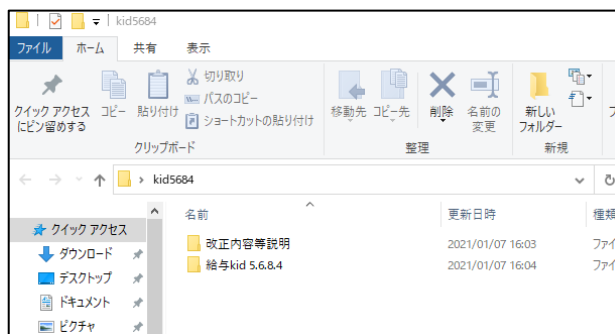 kid5684
ファイル ホーム 共有 表示
クイック アクセス
にピン留めする
コピー
貼り付け
切り取り
パスのコピー
ショートカットの貼り付け
移動先
コピー先
削除
名前の
変更
新しい
フォルダー
クリップボード 整理 新規
kid5684
名前 更新日時 種類
クイック アクセス
ダウンロード
デスクトップ
ドキュメント
ピクチャ
改正内容等説明 2021/01/07 16:03 ファイ
給与kid 5.6.8.4 2021/01/07 16:04 ファイ